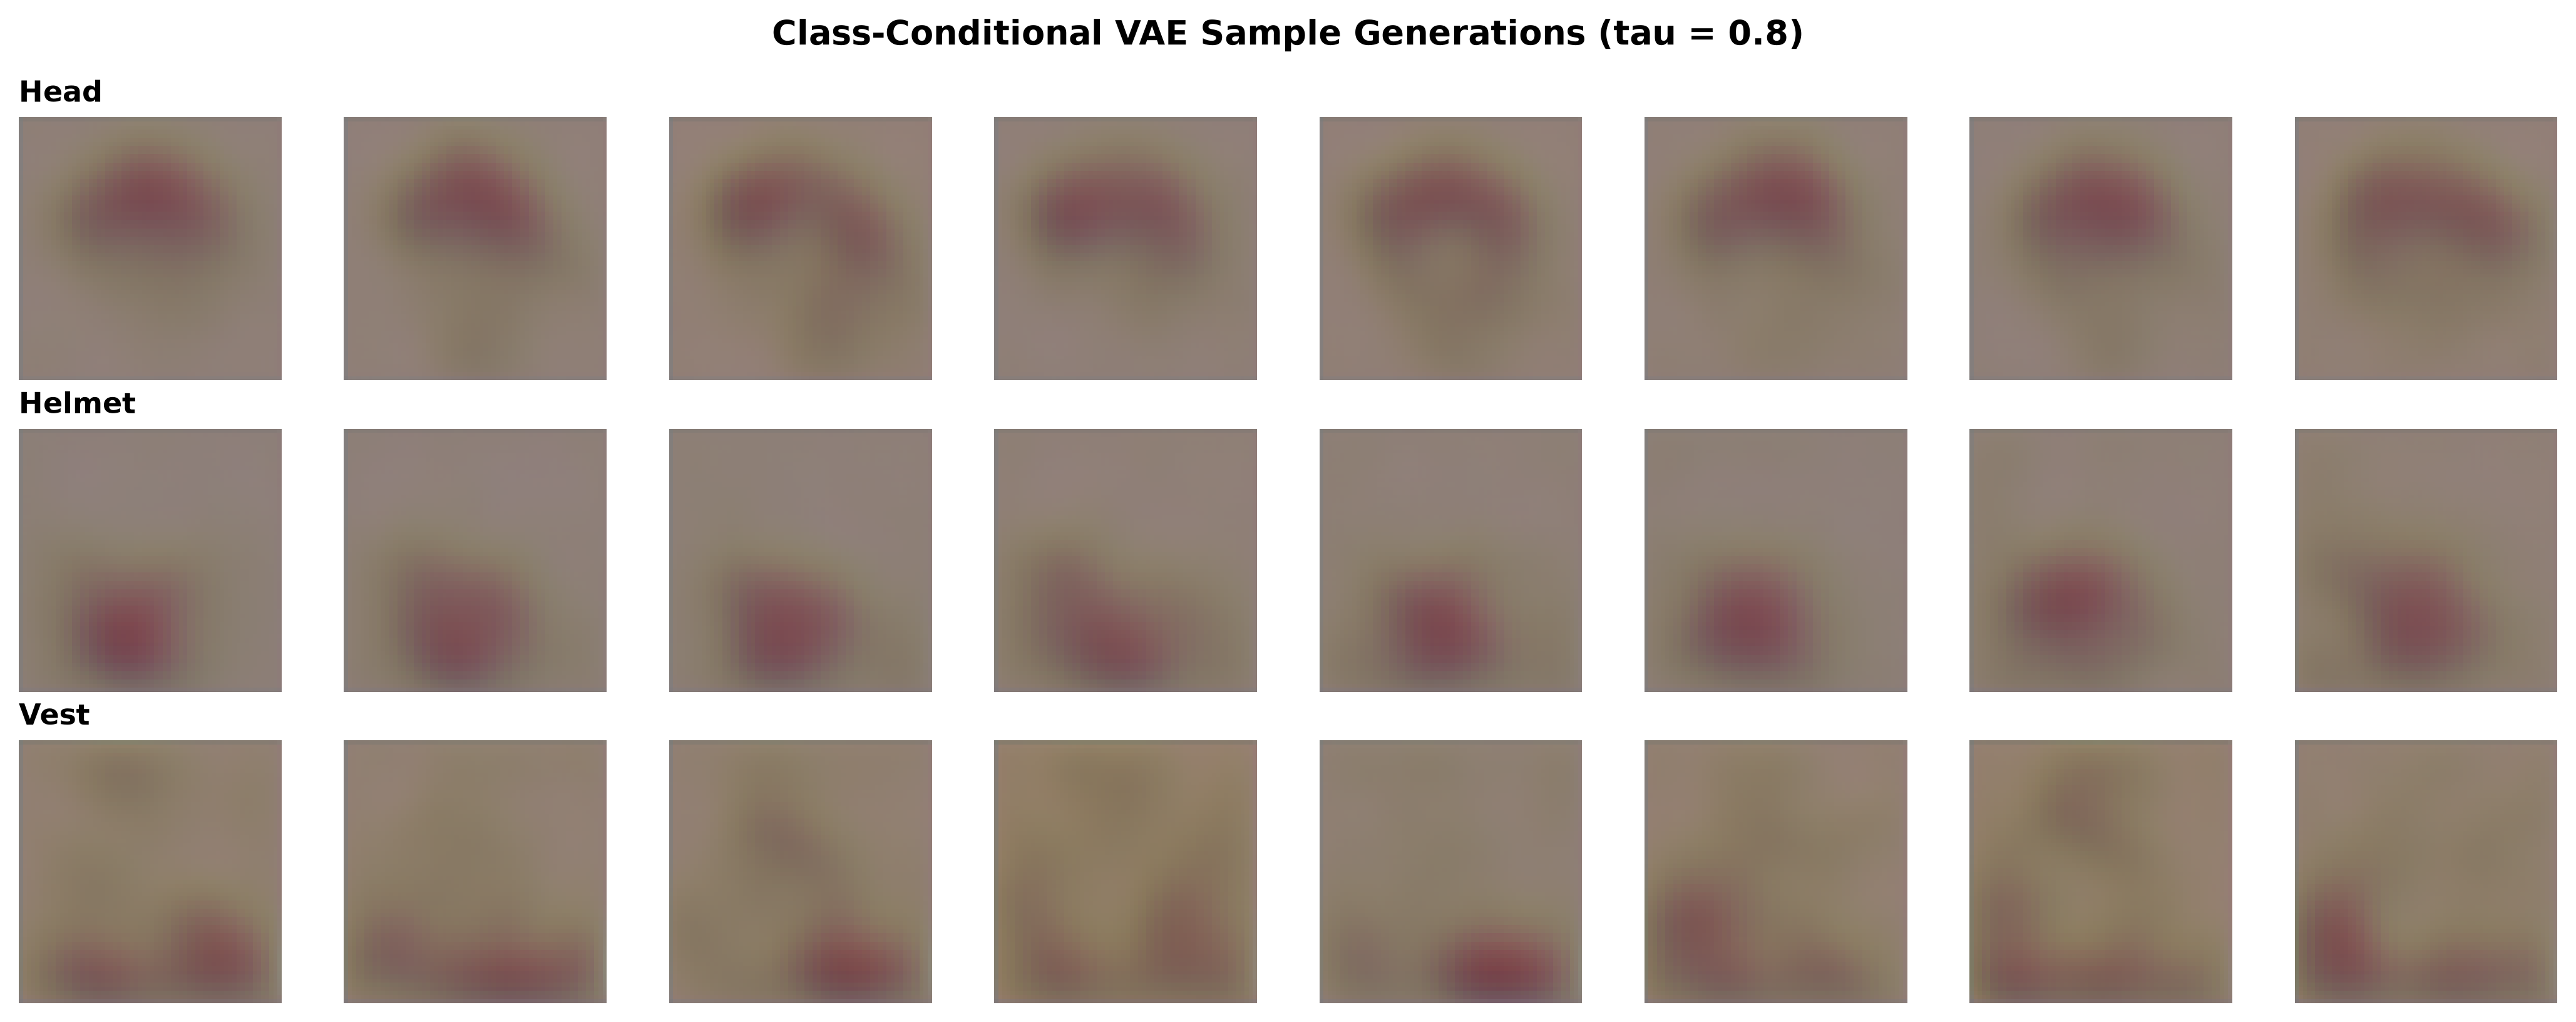 Class-Conditional VAE Sample Generations (tau = 0.8)
Head
Helmet
Vest